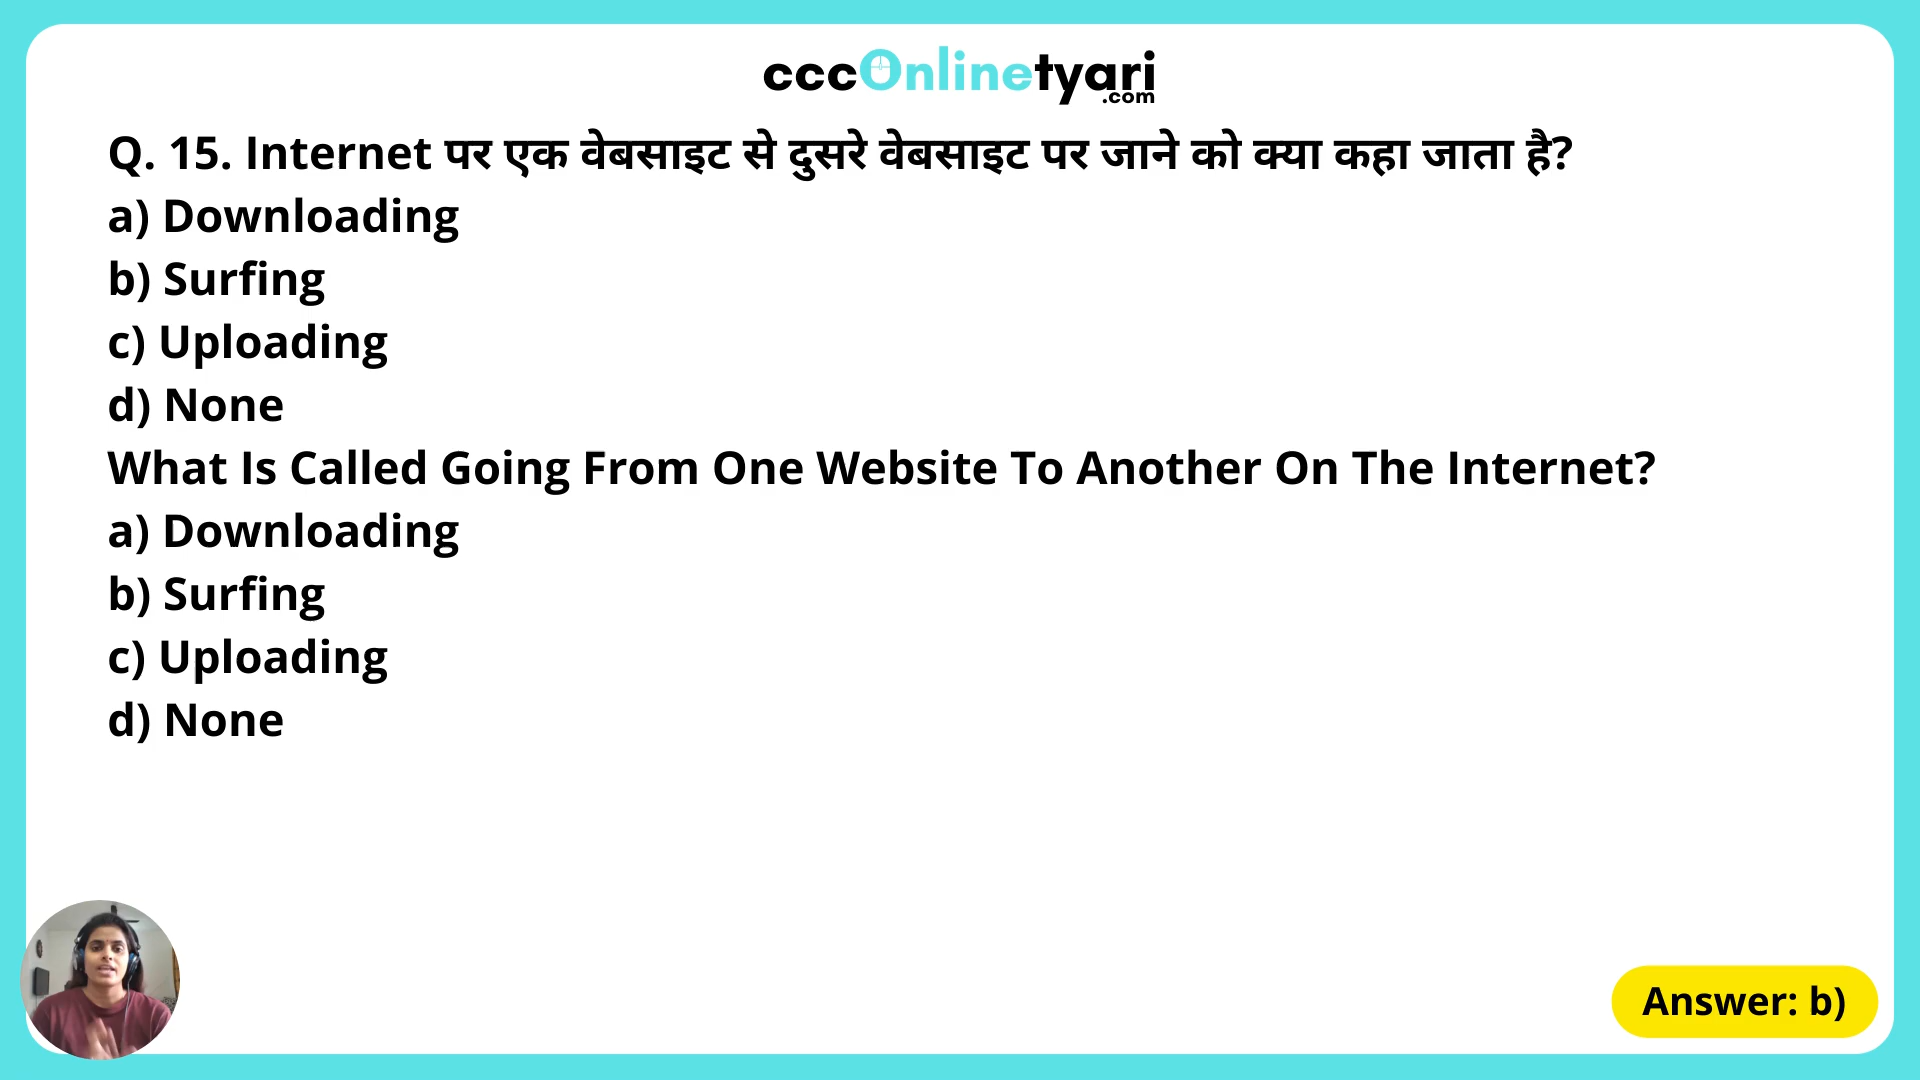 cccOnlinetyari
.com
Q. 15. Internet पर एक वेबसाइट से दुसरे वेबसाइट पर जाने को क्या कहा जाता है?
a) Downloading
b) Surfing
c) Uploading
d) None
What Is Called Going From One Website To Another On The Internet?
a) Downloading
b) Surfing
c) Uploading
d) None
Answer: b)